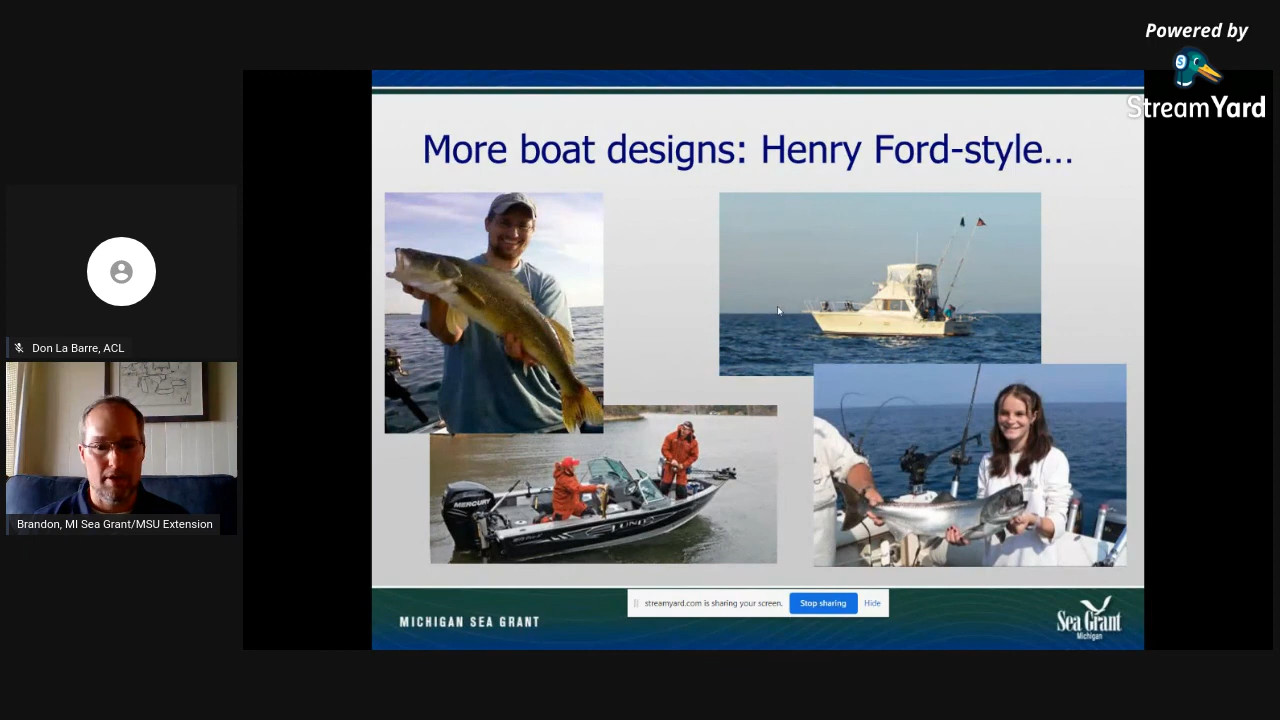 Powered by
StreamYard
More boat designs: Henry Ford-style...
MERCURY
Don La Barre, ACL
Brandon, MI Sea Grant/MSU Extension
streamyard.com is sharing your screen.
Stop sharing
Hide
MICHIGAN SEA GRANT
Sea Grant
Michigan